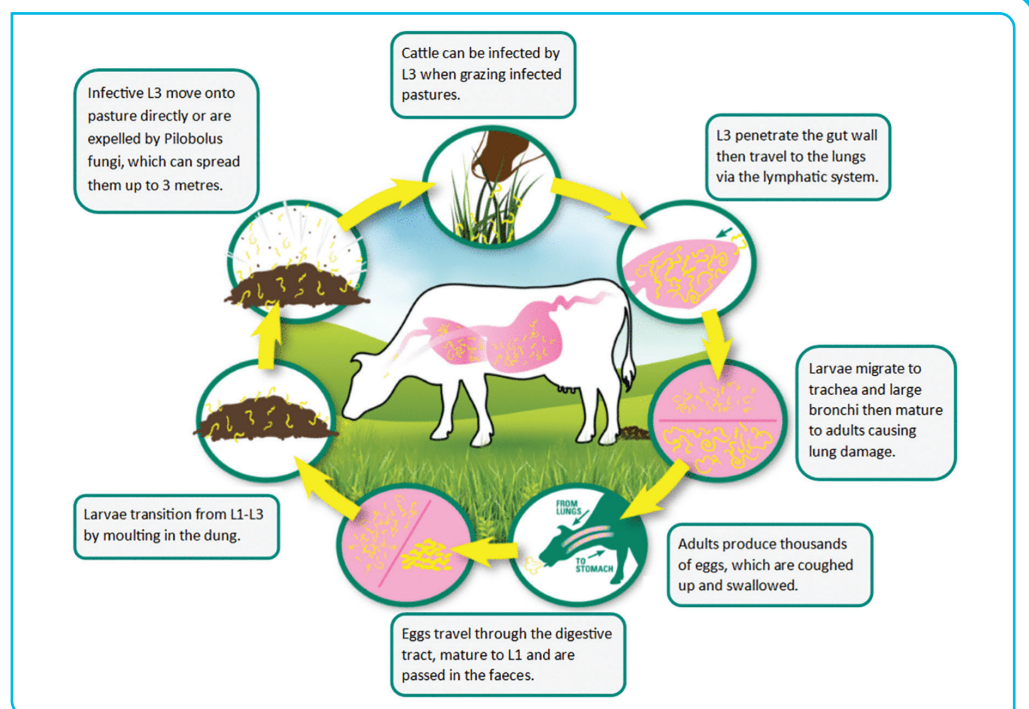 Cattle can be infected by
L3 when grazing infected
pastures.
L3 penetrate the gut wall
then travel to the lungs
via the lymphatic system.
Larvae migrate to
trachea and large
bronchi then mature
to adults causing
lung damage.
Adults produce thousands
of eggs, which are coughed
up and swallowed.
FROM
LUNGS
TO
STOMACH
Eggs travel through the digestive
tract, mature to L1 and are
passed in the faeces.
Larvae transition from L1-L3
by moulting in the dung.
Infective L3 move onto
pasture directly or are
expelled by Pilobolus
fungi, which can spread
them up to 3 metres.